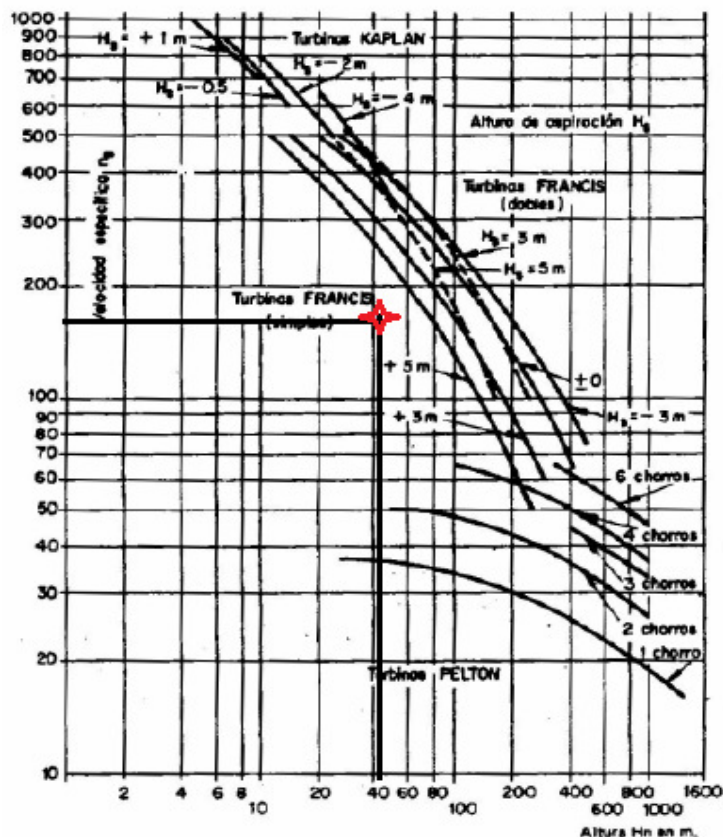 1000
900
800
700
600
500
400
300
200
100
90
80
70
60
50
40
30
20
10
Velocidad específica ns
Hs = + 1 m
Turbinas KAPLAN
Hs = -2m
Hs = -0.5
Hs = -4 m
Altura de aspiración Hs
Turbinas FRANCIS
(dobles)
Hs = 3 m
Hs = 5 m
Turbinas FRANCIS
(simples)
+ 5 m
±0
+ 3m
Hs = -3 m
6 chorros
4 chorros
3 chorros
2 chorros
1 chorro
Turbinas PELTON
2 4 6 8 10 20 40 60 80 100 200 400 600 800 1000 1600
Altura Hn en m.